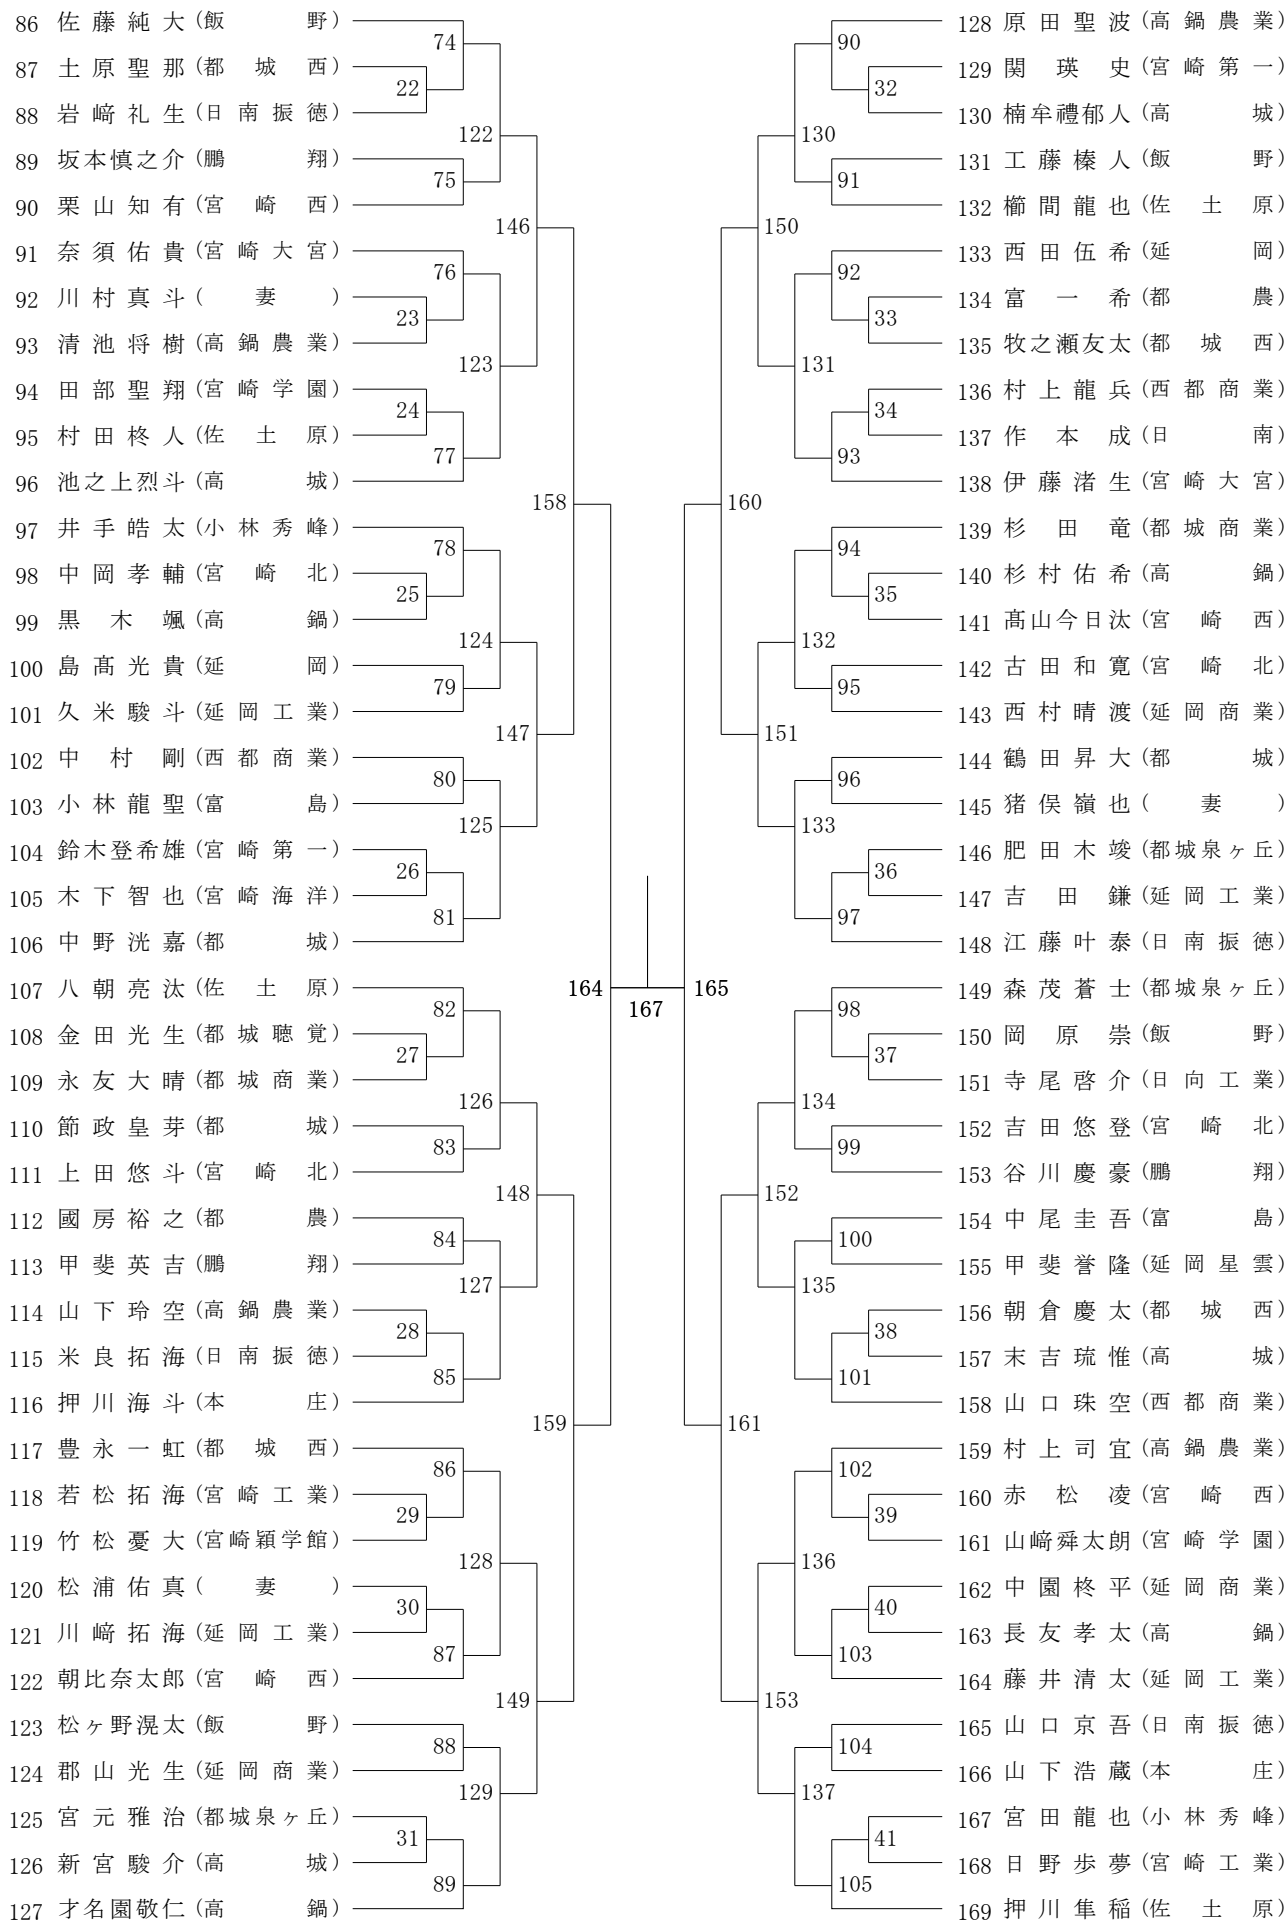 86 佐藤純大(飯野)
87 土原聖那(都城西)
88 岩﨑礼生(日南振徳)
89 坂本慎之介(鵬翔)
90 栗山知有(宮崎西)
91 奈須佑貴(宮崎大宮)
92 川村真斗(妻)
93 清池将樹(高鍋農業)
94 田部聖翔(宮崎学園)
95 村田柊人(佐土原)
96 池之上烈斗(高城)
97 井手皓太(小林秀峰)
98 中岡孝輔(宮崎北)
99 黒木颯(高鍋)
100 島髙光貴(延岡)
101 久米駿斗(延岡工業)
102 中村剛(西都商業)
103 小林龍聖(富島)
104 鈴木登希雄(宮崎第一)
105 木下智也(宮崎海洋)
106 中野洸嘉(都城)
107 八朝亮汰(佐土原)
108 金田光生(都城聴覚)
109 永友大晴(都城商業)
110 節政皇芽(都城)
111 上田悠斗(宮崎北)
112 國房裕之(都農)
113 甲斐英吉(鵬翔)
114 山下玲空(高鍋農業)
115 米良拓海(日南振徳)
116 押川海斗(本庄)
117 豊永一虹(都城西)
118 若松拓海(宮崎工業)
119 竹松憂大(宮崎穎学館)
120 松浦佑真(妻)
121 川﨑拓海(延岡工業)
122 朝比奈太郎(宮崎西)
123 松ヶ野滉太(飯野)
124 郡山光生(延岡商業)
125 宮元雅治(都城泉ヶ丘)
126 新宮駿介(高城)
127 才名園敬仁(高鍋)
74
22
122
75
146
76
23
123
24
77
158
78
25
124
79
147
80
125
26
81
164
82
27
126
83
148
84
127
28
85
159
86
29
128
30
87
149
88
129
31
89
167
90
32
130
91
150
92
33
131
34
93
160
94
35
132
95
151
96
133
36
97
165
98
37
134
99
152
100
135
38
101
161
102
39
136
40
103
153
104
137
41
105
128 原田聖波(高鍋農業)
129 関瑛史(宮崎第一)
130 楠牟禮郁人(高城)
131 工藤榛人(飯野)
132 櫛間龍也(佐土原)
133 西田伍希(延岡)
134 富一希(都農)
135 牧之瀬友太(都城西)
136 村上龍兵(西都商業)
137 作本成(日南)
138 伊藤渚生(宮崎大宮)
139 杉田竜(都城商業)
140 杉村佑希(高鍋)
141 髙山今日汰(宮崎西)
142 古田和寛(宮崎北)
143 西村晴渡(延岡商業)
144 鶴田昇大(都城)
145 猪俣嶺也(妻)
146 肥田木竣(都城泉ヶ丘)
147 吉田鎌(延岡工業)
148 江藤叶泰(日南振徳)
149 森茂蒼士(都城泉ヶ丘)
150 岡原崇(飯野)
151 寺尾啓介(日向工業)
152 吉田悠登(宮崎北)
153 谷川慶豪(鵬翔)
154 中尾圭吾(富島)
155 甲斐誉隆(延岡星雲)
156 朝倉慶太(都城西)
157 末吉琉惟(高城)
158 山口珠空(西都商業)
159 村上司宜(高鍋農業)
160 赤松凌(宮崎西)
161 山﨑舜太朗(宮崎学園)
162 中園柊平(延岡商業)
163 長友孝太(高鍋)
164 藤井清太(延岡工業)
165 山口京吾(日南振徳)
166 山下浩蔵(本庄)
167 宮田龍也(小林秀峰)
168 日野歩夢(宮崎工業)
169 押川隼稲(佐土原)